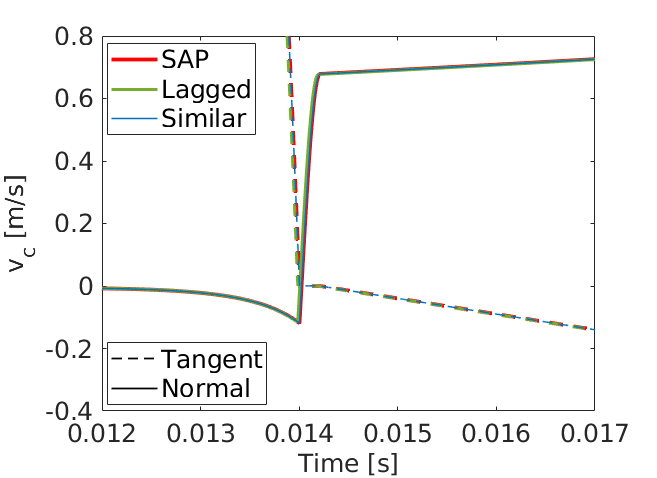 0.8
0.6
0.4
0.2
0
-0.2
-0.4
v_c [m/s]
SAP
Lagged
Similar
Tangent
Normal
0.012 0.013 0.014 0.015 0.016 0.017
Time [s]